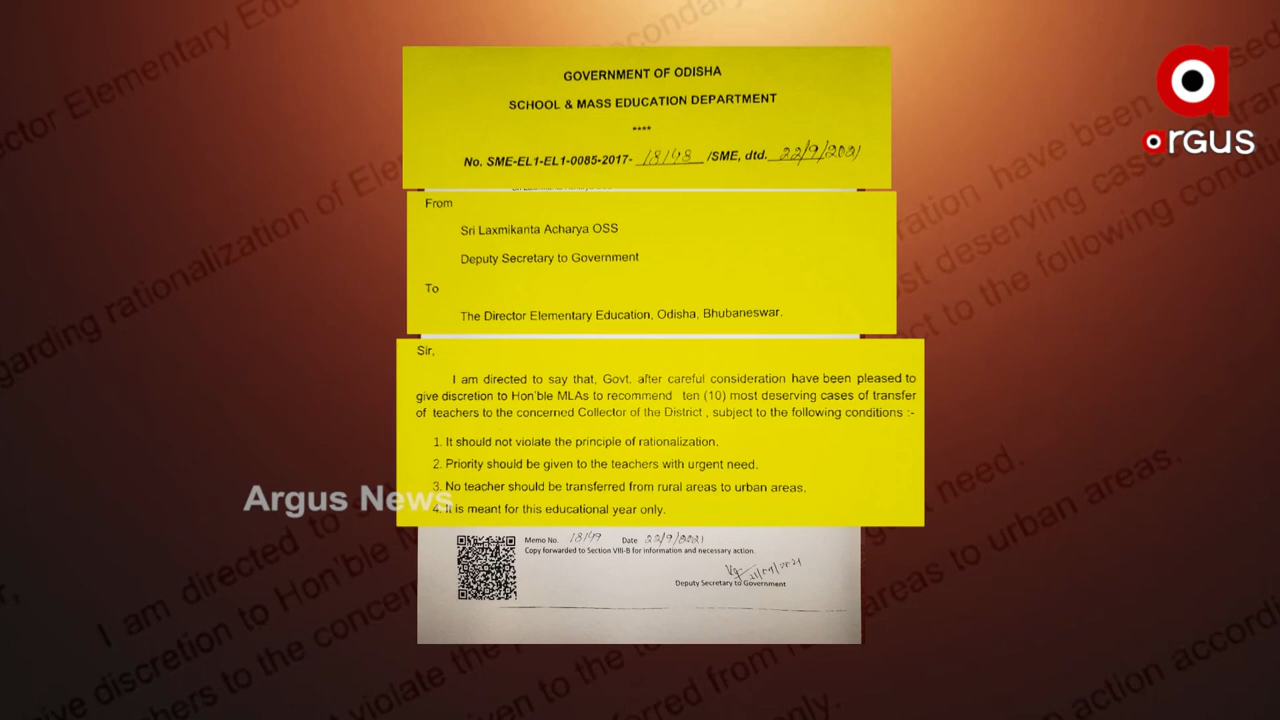 GOVERNMENT OF ODISHA
SCHOOL & MASS EDUCATION DEPARTMENT
****
No. SME-EL1-EL1-0085-2017- 18148 /SME, dtd. 22/9/2021
From
Sri Laxmikanta Acharya OSS
Deputy Secretary to Government
To
The Director Elementary Education, Odisha, Bhubaneswar.
Sir,
I am directed to say that, Govt. after careful consideration have been pleased to
give discretion to Hon'ble MLAs to recommend ten (10) most deserving cases of transfer
of teachers to the concerned Collector of the District , subject to the following conditions :-
1. It should not violate the principle of rationalization.
2. Priority should be given to the teachers with urgent need.
3. No teacher should be transferred from rural areas to urban areas.
4. It is meant for this educational year only.
Memo No. 18149 Date 22/9/2021
Copy forwarded to Section VIII-B for information and necessary action.
Deputy Secretary to Government
argus
Argus News